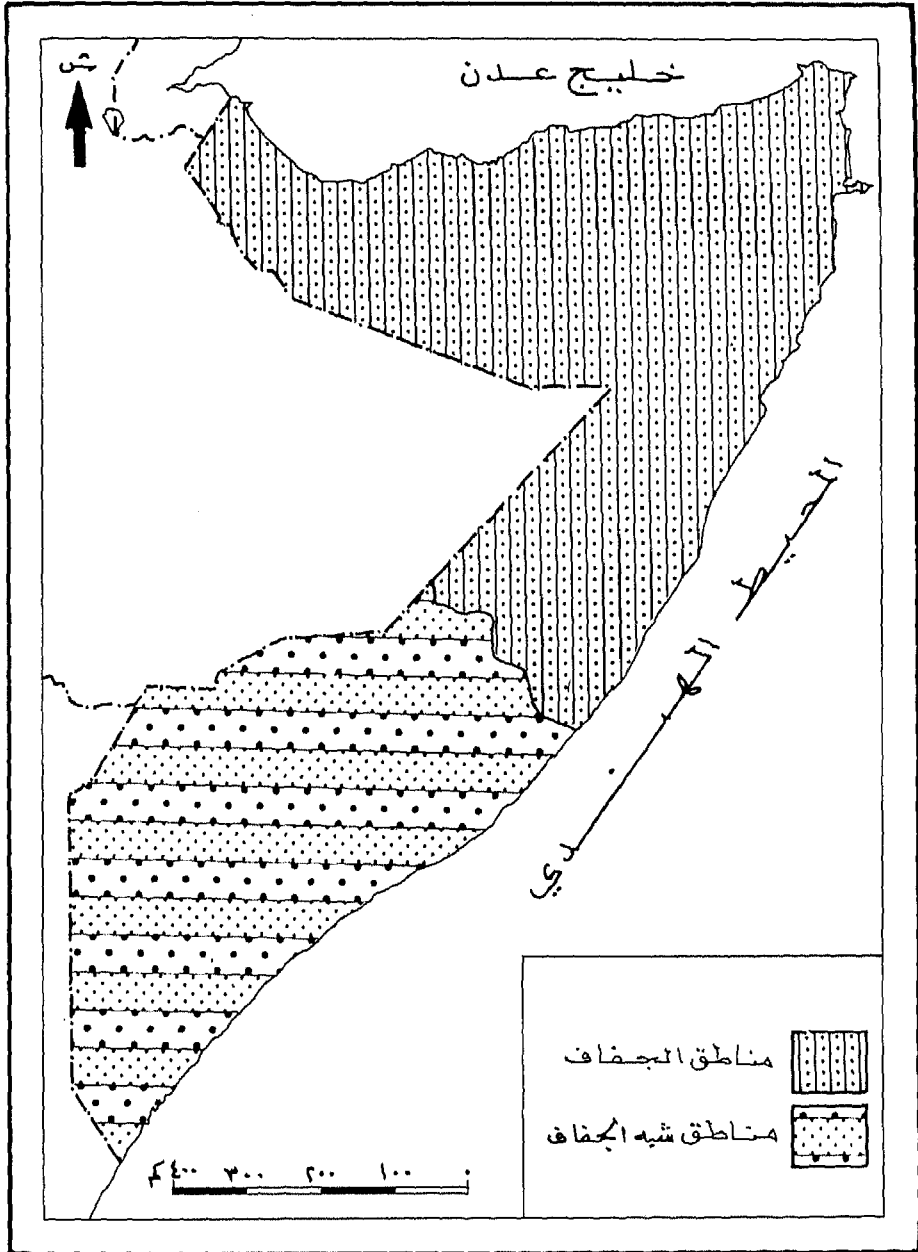 ش
خليج عدن
المحيط الهندي
مناطق الجفاف
مناطق شبه الجفاف
٠ ١٠٠ ٢٠٠ ٣٠٠ ٤٠٠ كم